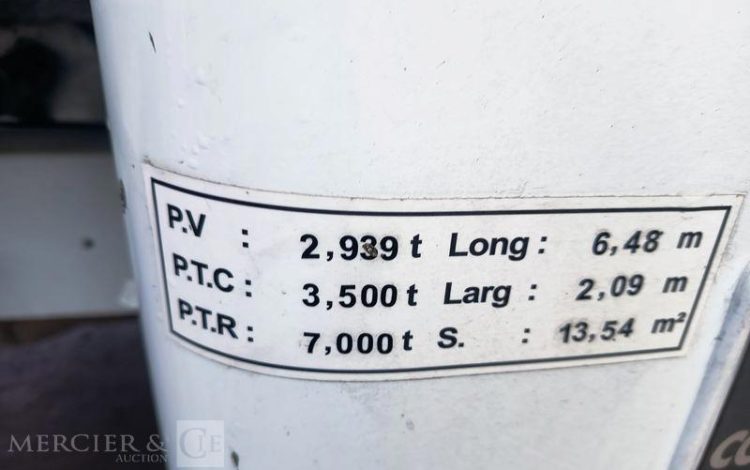 P.V : 2,939 t Long : 6,48 m
P.T.C : 3,500 t Larg : 2,09 m
P.T.R : 7,000 t S. : 13,54 m²
MERCIER & CIE
AUCTION